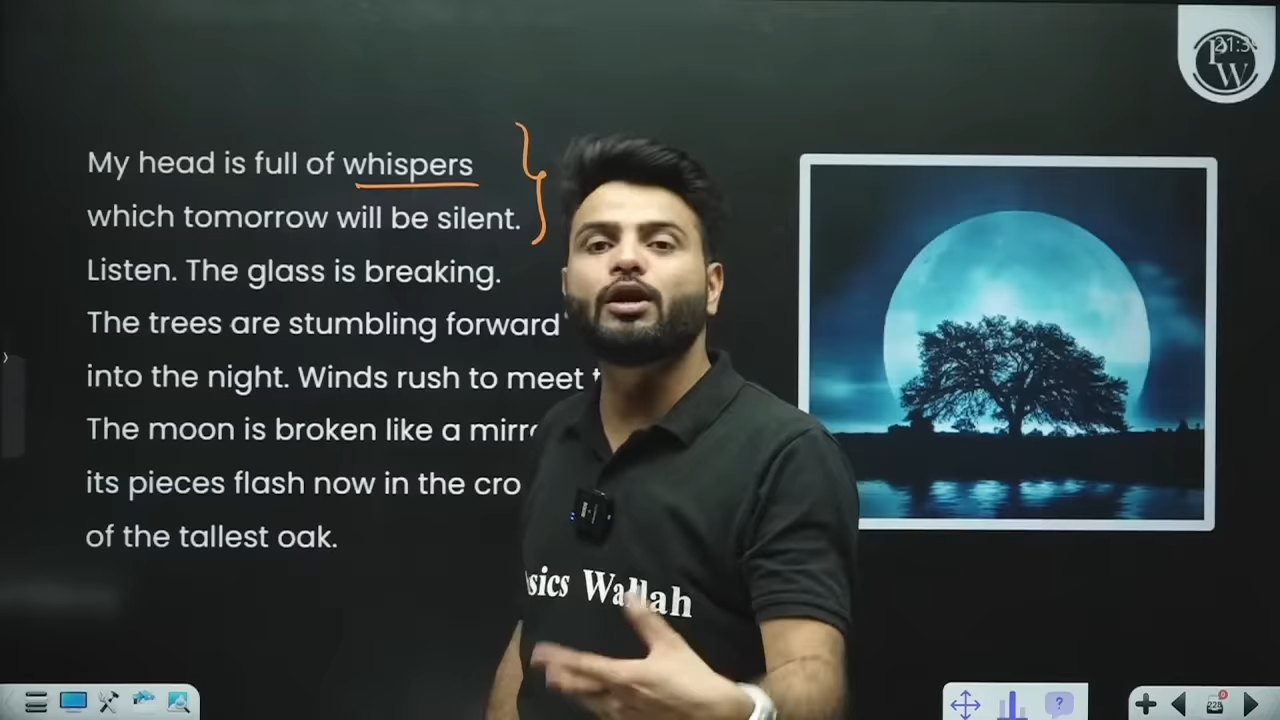 My head is full of whispers
which tomorrow will be silent.
Listen. The glass is breaking.
The trees are stumbling forward
into the night. Winds rush to meet
The moon is broken like a
its pieces flash now in the
of the tallest oak.
PW
Wallah
228